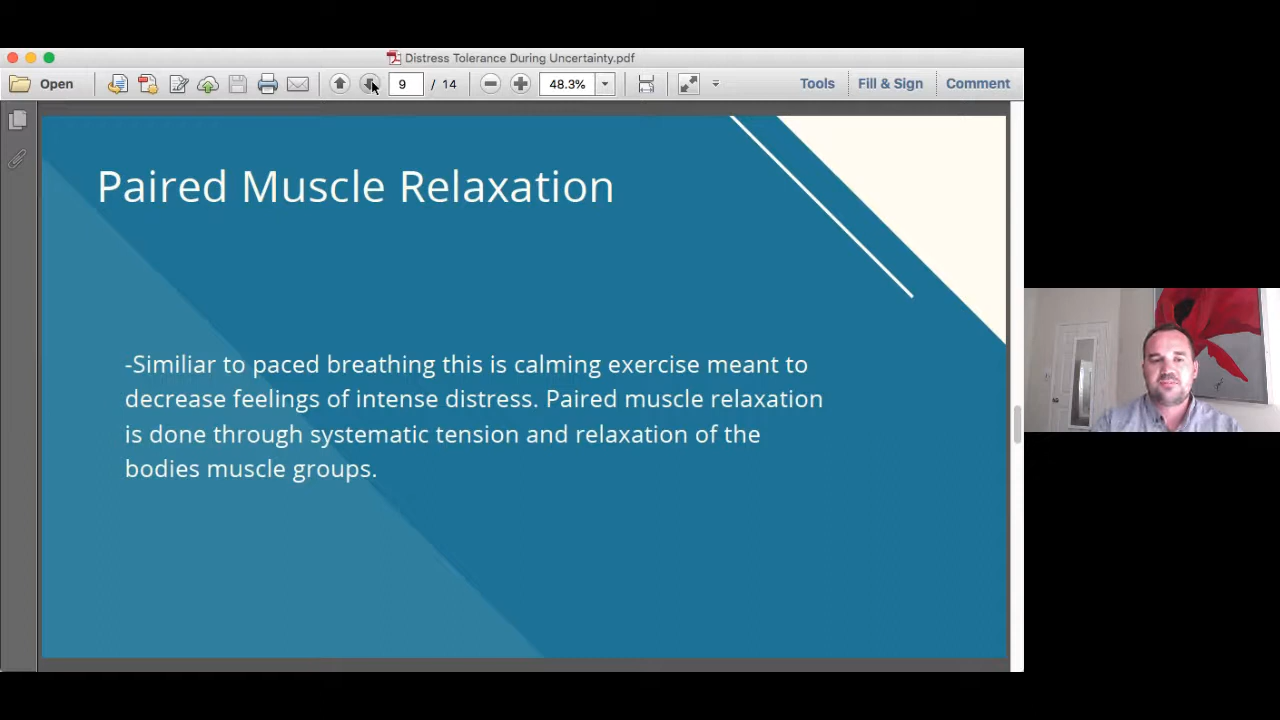 Distress Tolerance During Uncertainty.pdf
Open 9 / 14 48.3% Tools Fill & Sign Comment
Paired Muscle Relaxation
-Similiar to paced breathing this is calming exercise meant to
decrease feelings of intense distress. Paired muscle relaxation
is done through systematic tension and relaxation of the
bodies muscle groups.